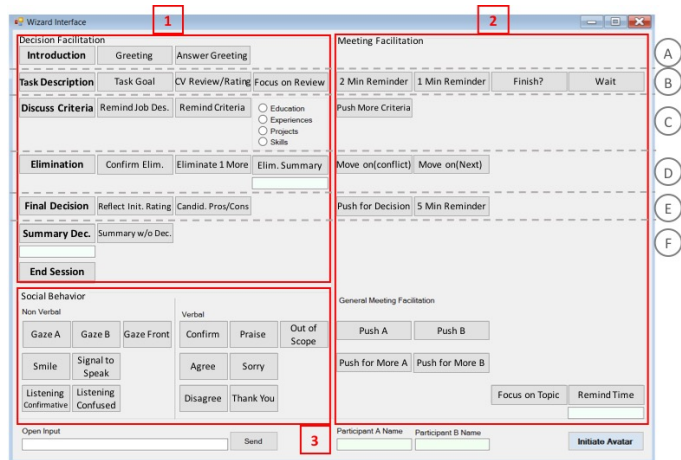 Wizard Interface
1
2
Decision Facilitation
Meeting Facilitation
Introduction Greeting Answer Greeting
A
Task Description Task Goal CV Review/Rating Focus on Review 2 Min Reminder 1 Min Reminder Finish? Wait
B
Discuss Criteria Remind Job Des. Remind Criteria
Education
Experiences
Projects
Skills
Push More Criteria
C
Elimination Confirm Elim. Eliminate 1 More Elim. Summary Move on(conflict) Move on(Next)
D
Final Decision Reflect Init. Rating Candid. Pros/Cons Push for Decision 5 Min Reminder
E
Summary Dec. Summary w/o Dec.
F
End Session
Social Behavior
General Meeting Facilitation
Non Verbal
Verbal
Gaze A Gaze B Gaze Front Confirm Praise Out of
Scope
Push A Push B
Smile Signal to
Speak
Agree Sorry
Push for More A Push for More B
Listening
Confirmative
Listening
Confused
Disagree Thank You
Focus on Topic Remind Time
Open Input
Send
3
Participant A Name Participant B Name
Initiate Avatar